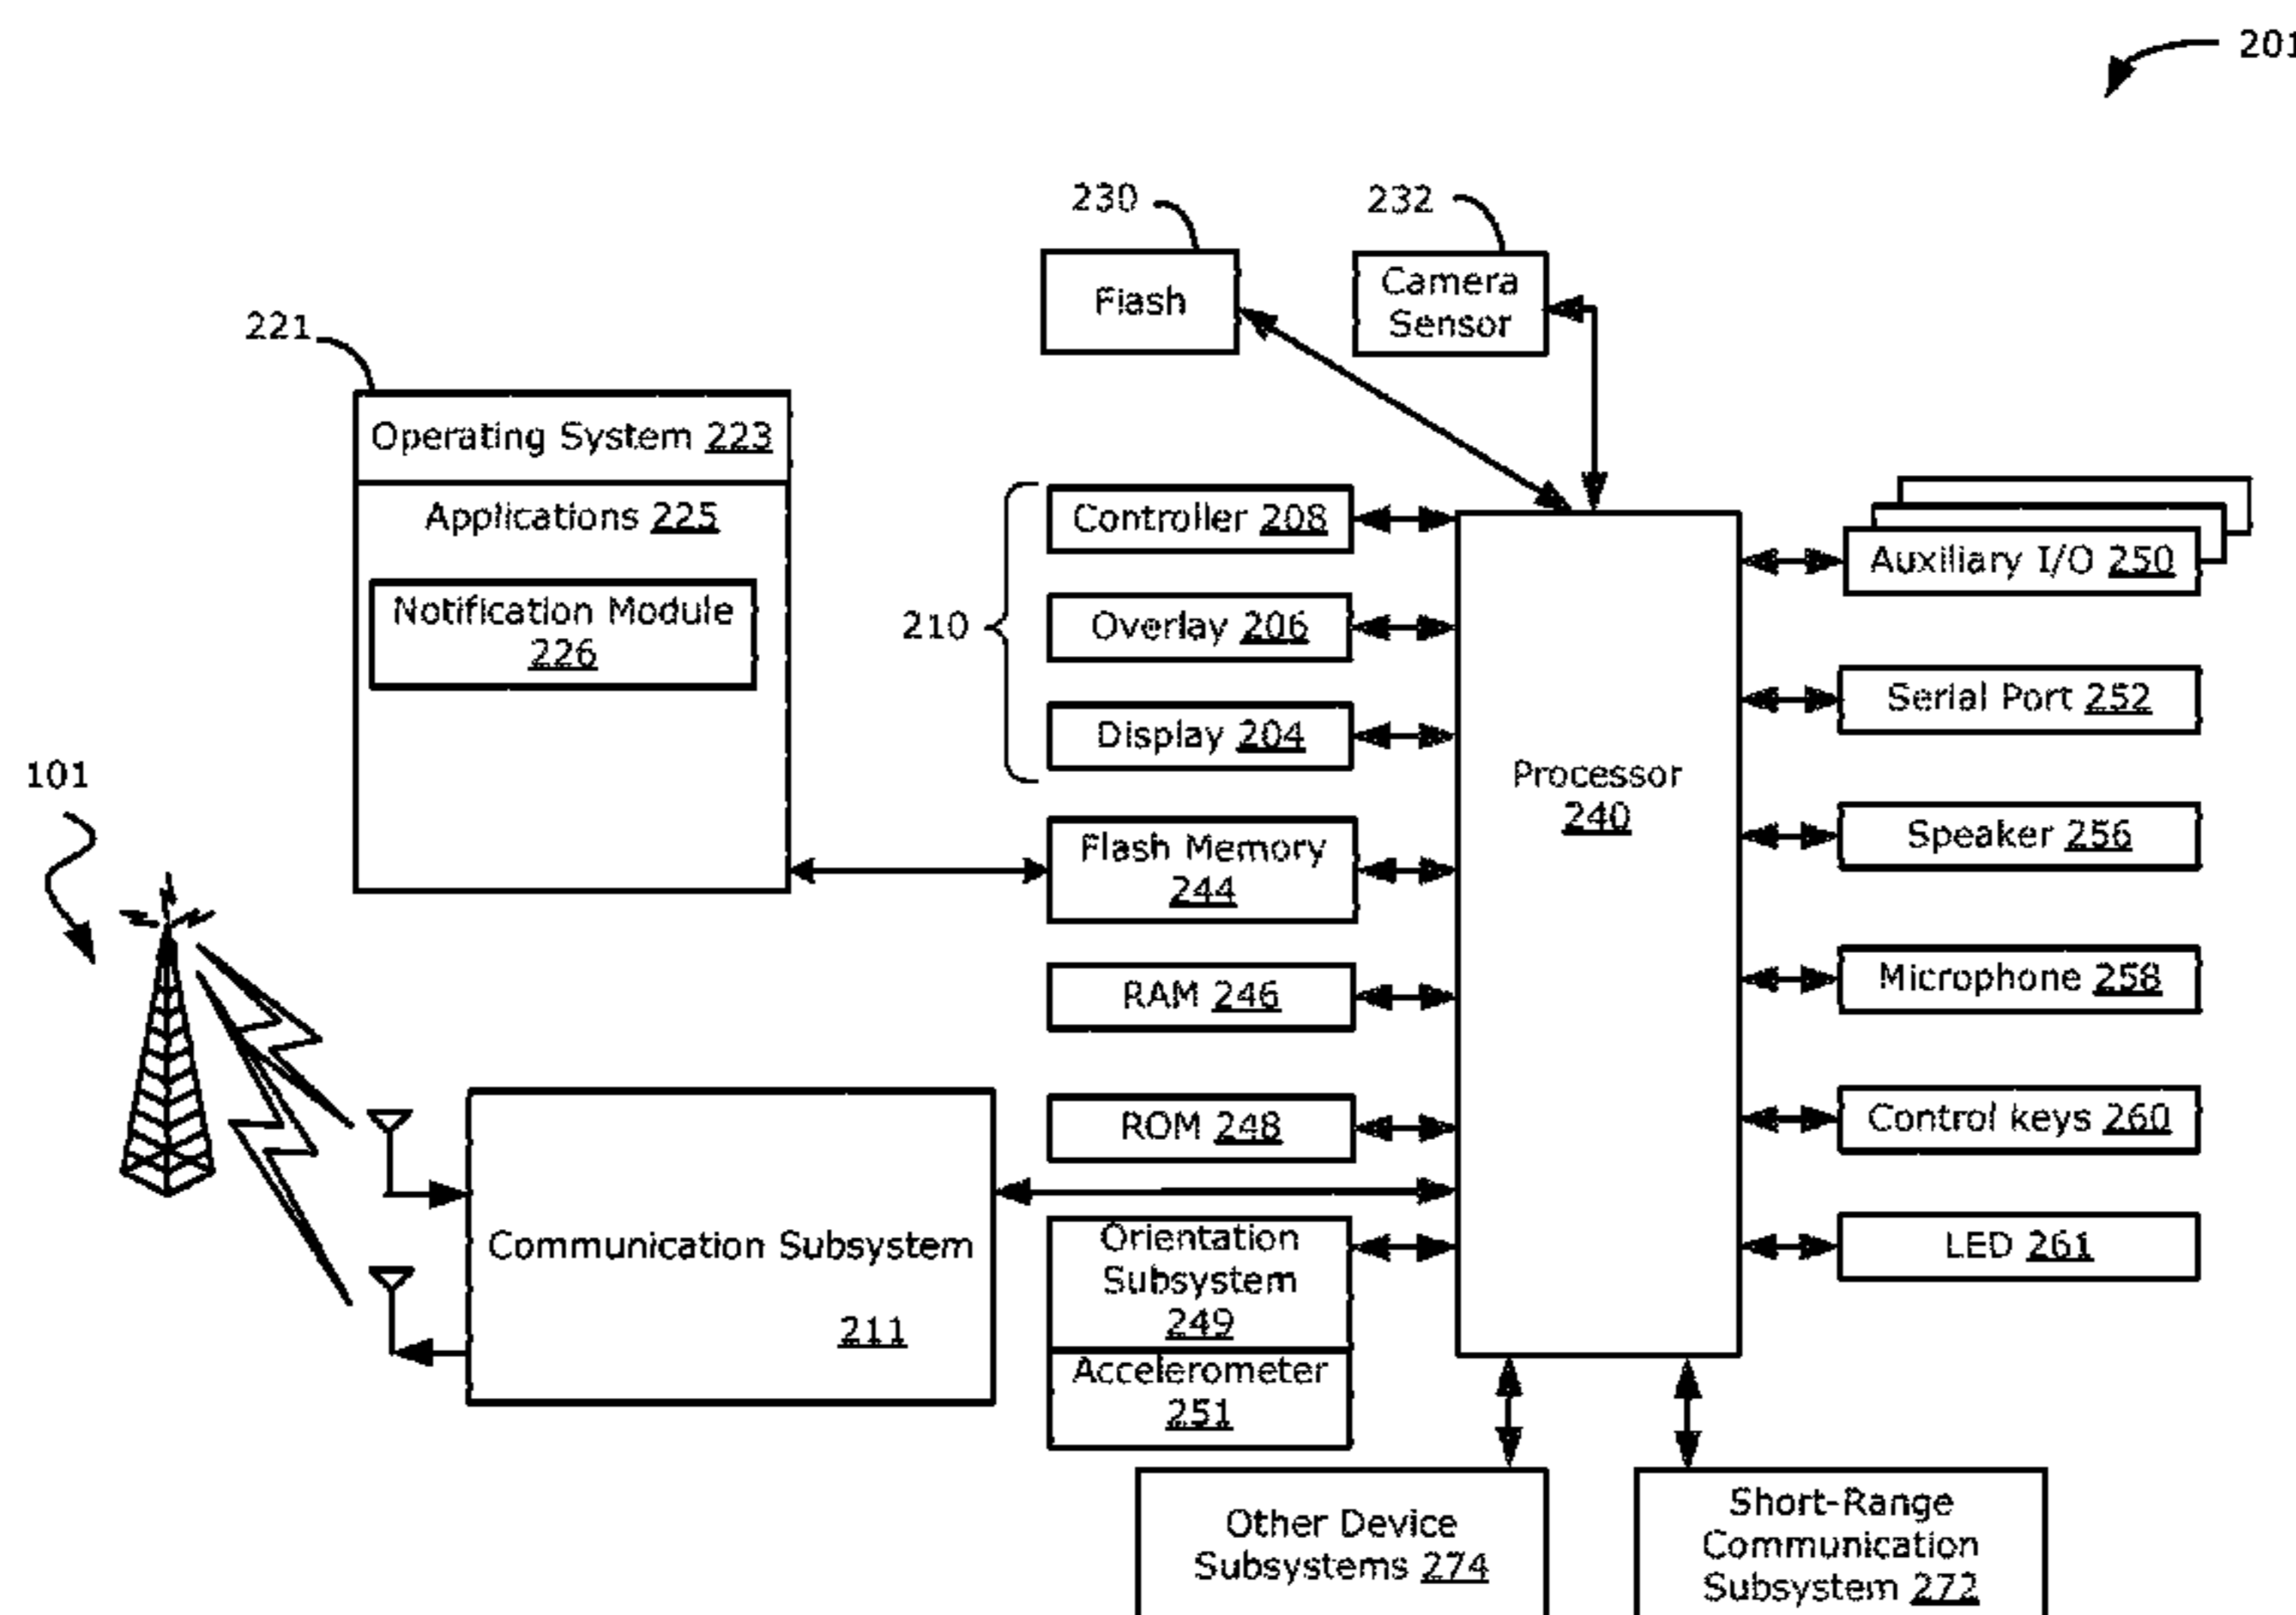 201
230
232
Flash
Camera
Sensor
221
Operating System 223
Applications 225
Notification Module
226
210
Controller 208
Overlay 206
Display 204
Flash Memory
244
RAM 246
ROM 248
Processor
240
Auxiliary I/O 250
Serial Port 252
Speaker 256
Microphone 258
Control keys 260
LED 261
101
Communication Subsystem
211
Orientation
Subsystem
249
Accelerometer
251
Other Device
Subsystems 274
Short-Range
Communication
Subsystem 272